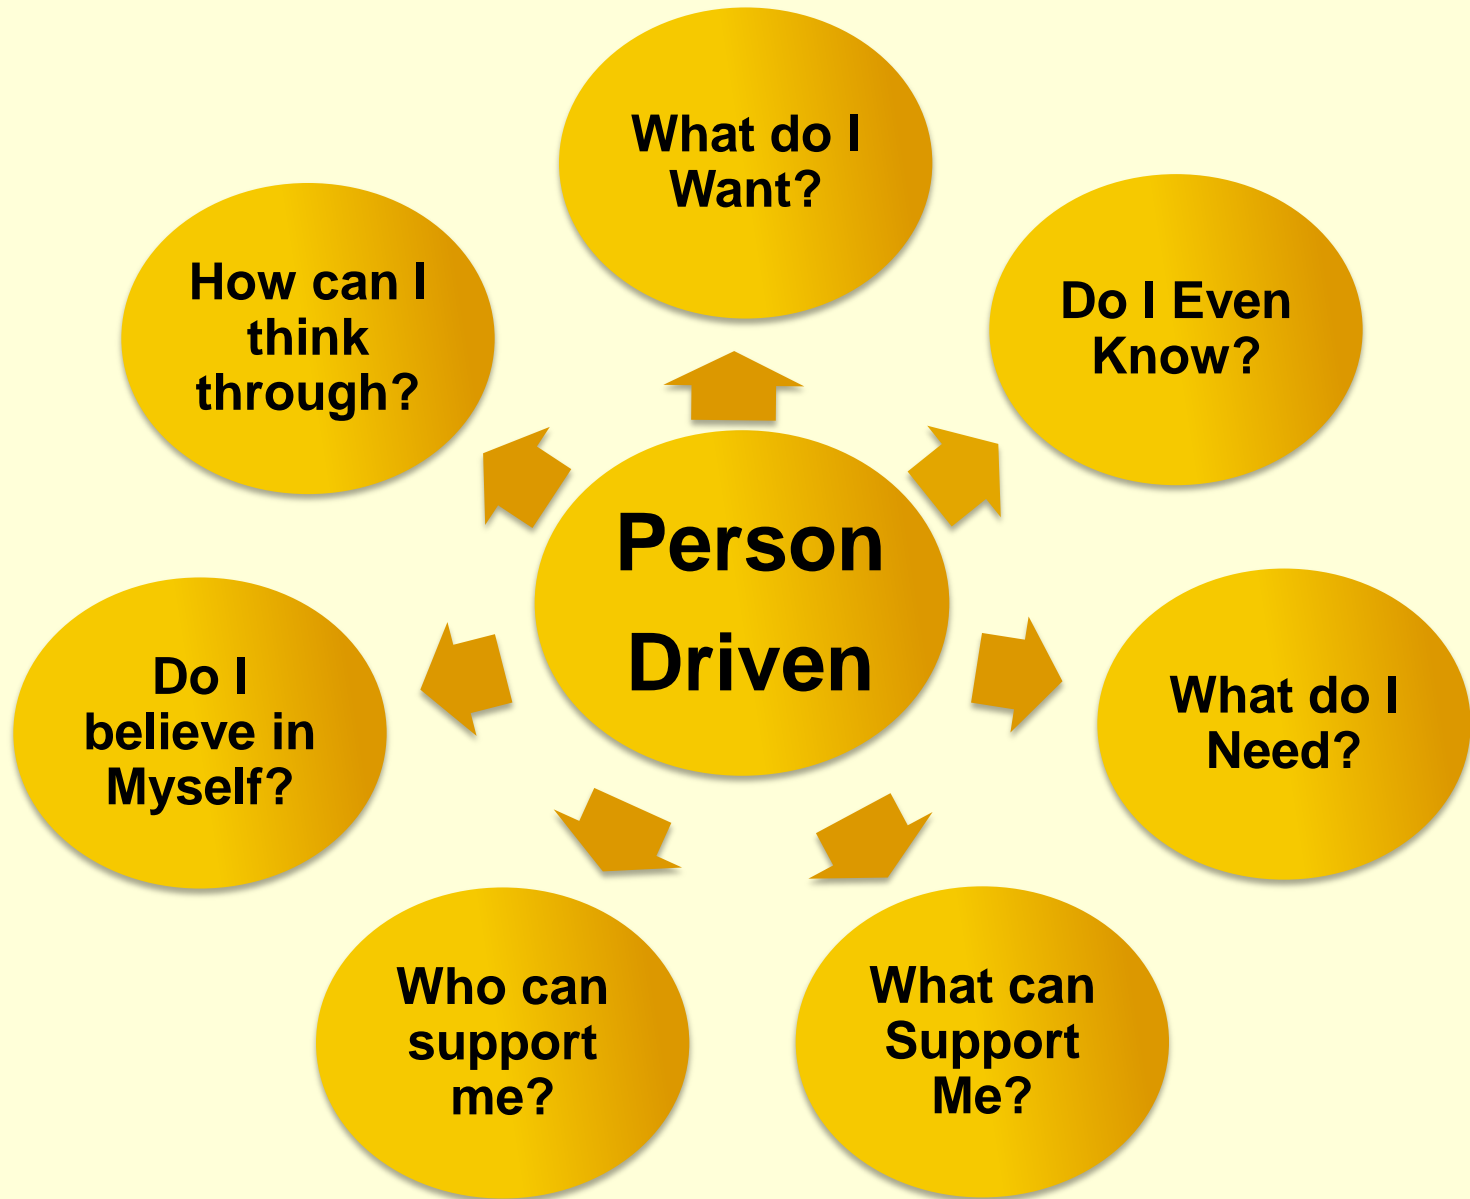 What do I
Want?
Do I Even
Know?
What do I
Need?
What can
Support
Me?
Who can
support
me?
Do I
believe in
Myself?
How can I
think
through?
Person
Driven